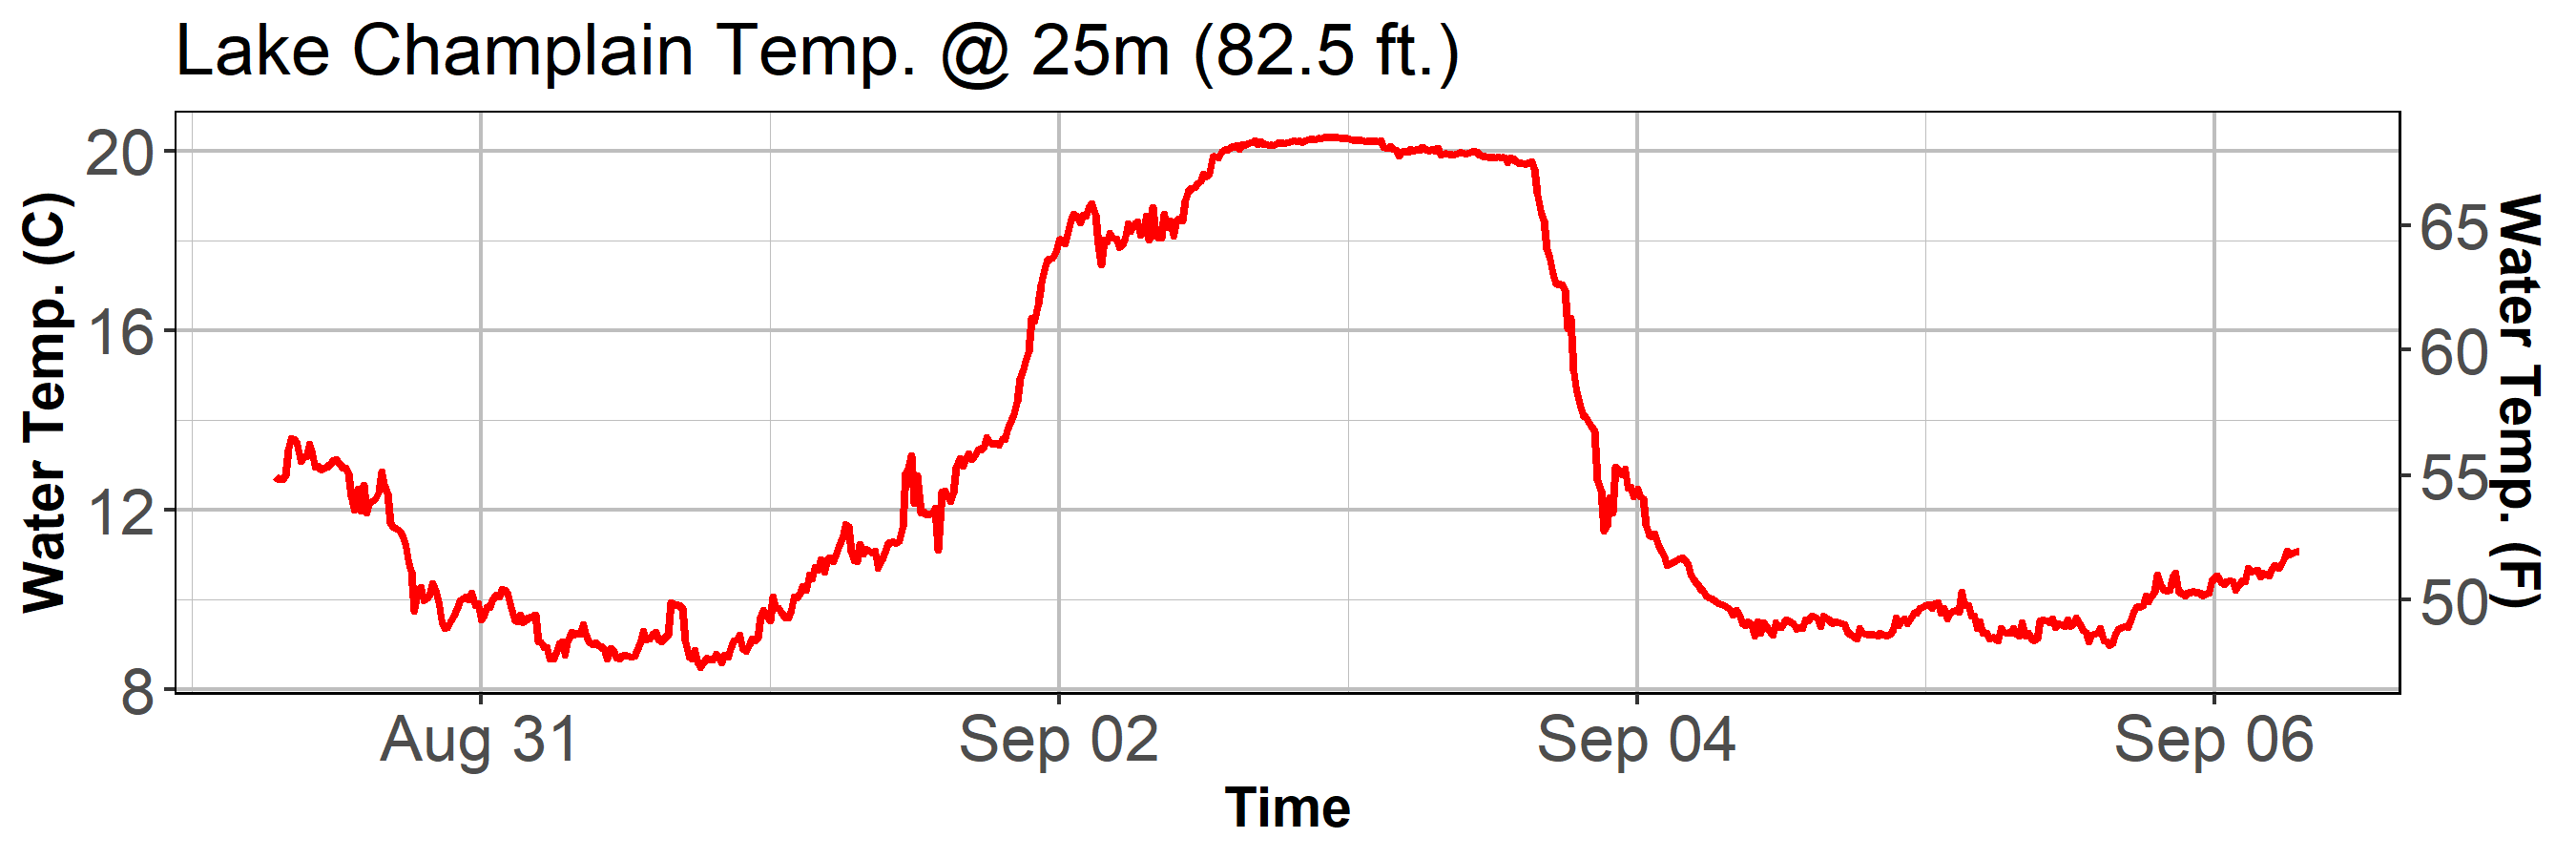 Lake Champlain Temp. @ 25m (82.5 ft.)
Water Temp. (C)
20
16
12
8
65
60
55
50
Water Temp. (F)
Aug 31 Sep 02 Sep 04 Sep 06
Time